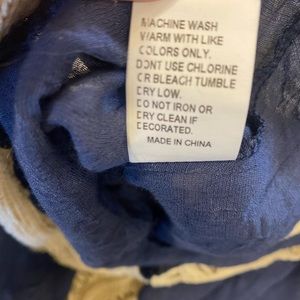 MACHINE WASH
WARM WITH LIKE
COLORS ONLY.
DONT USE CHLORINE
OR BLEACH TUMBLE
DRY LOW.
DO NOT IRON OR
DRY CLEAN IF
DECORATED.
MADE IN CHINA